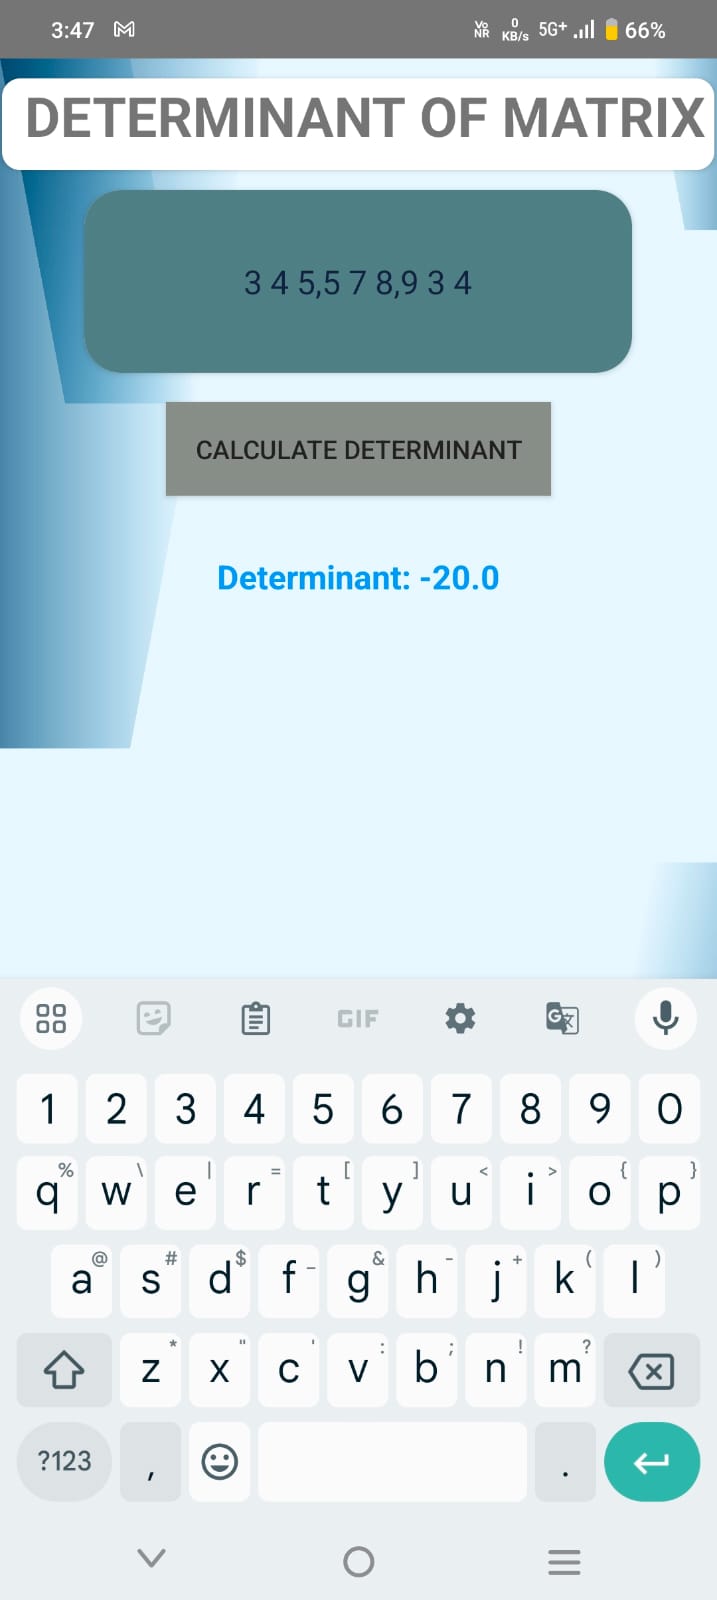 3:47 Vo NR 0 KB/s 5G+ 66%
DETERMINANT OF MATRIX
3 4 5,5 7 8,9 3 4
CALCULATE DETERMINANT
Determinant: -20.0
GIF G
1 2 3 4 5 6 7 8 9 0
% \ | = [ ] < > { }
q w e r t y u i o p
@ # $ _ & - + ( )
a s d f g h j k l
* " ' : ; ! ?
z x c v b n m
?123 , .